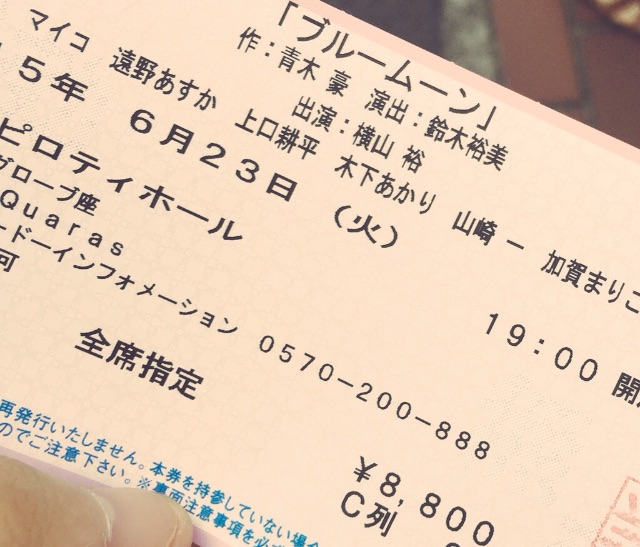 「ブルームーン」
作：青木 豪 演出：鈴木裕美
出演：横山 裕
マイコ 遠野あすか 上口耕平 木下あかり 山崎 一 加賀まりこ
15年 6月23日 (火)
ピロティホール 19:00 開
グローブ座
Quaras
ードーインフォメーション 0570-200-888
可
全席指定
¥8,800
C列
再発行いたしません。本券を持参していない場合
のでご注意下さい。※裏面注意事項を必